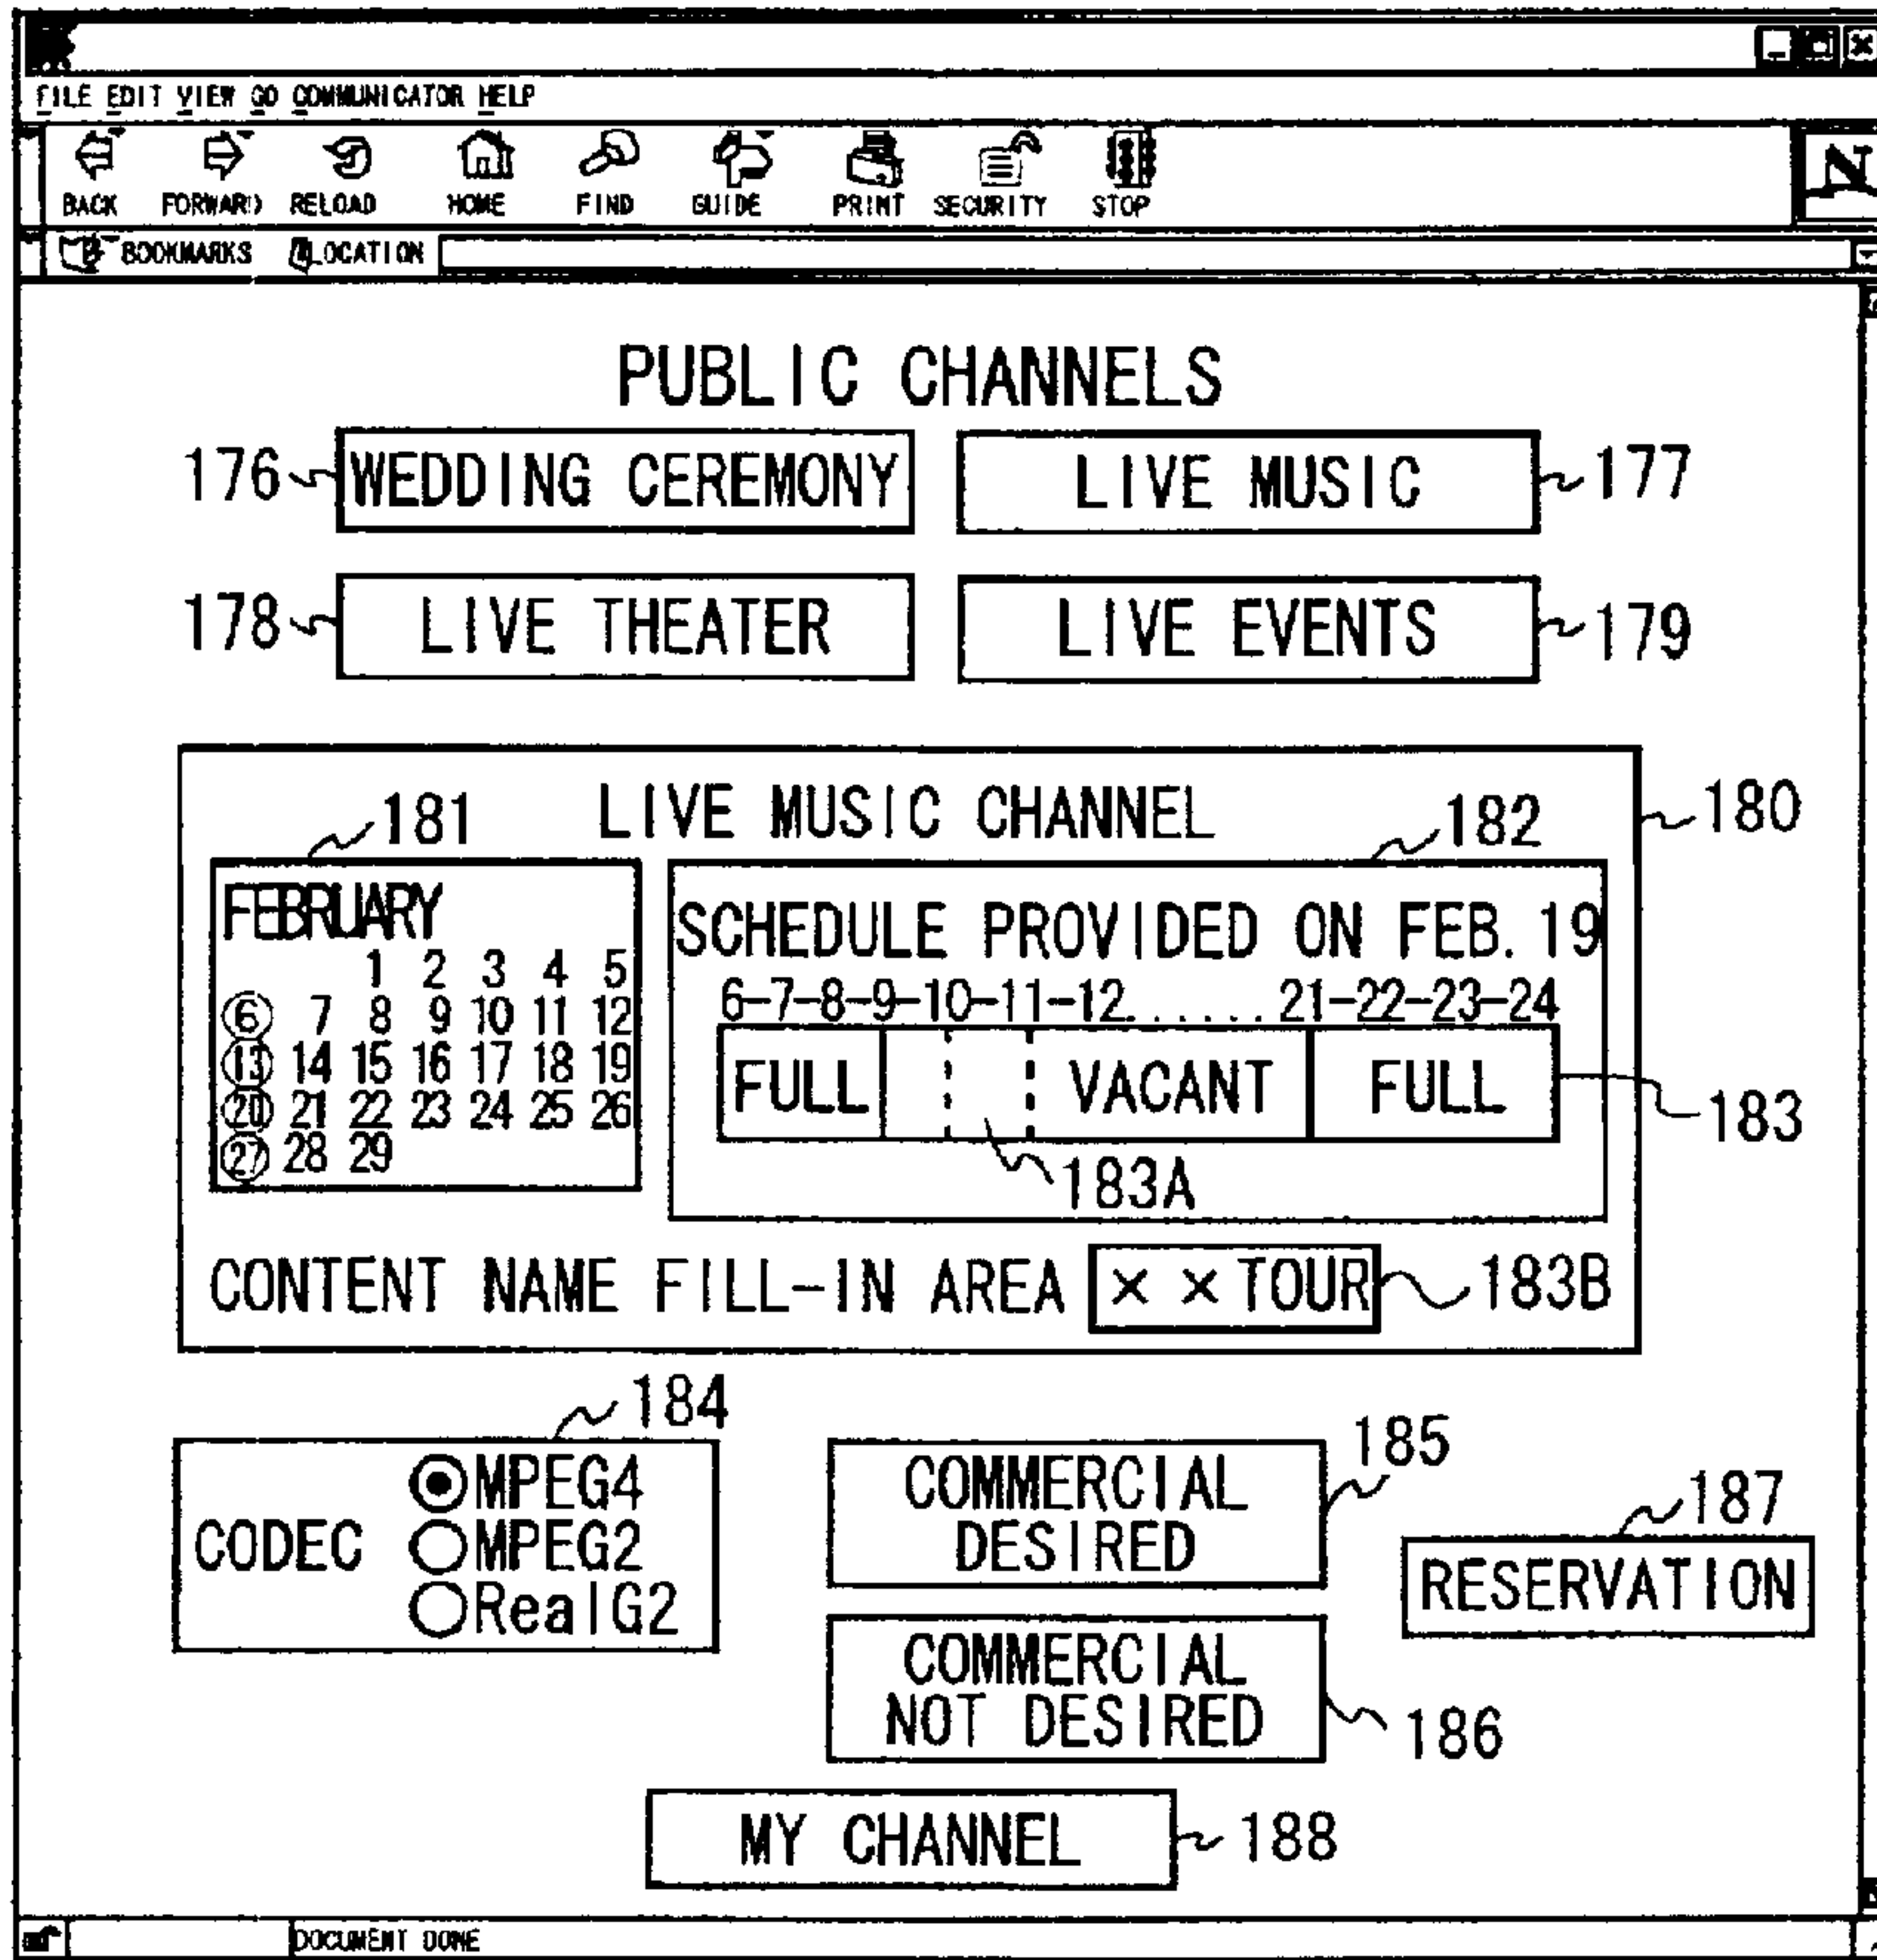 FILE EDIT VIEW GO COMMUNICATOR HELP
BACK FORWARD RELOAD HOME FIND GUIDE PRINT SECURITY STOP
N
BOOKMARKS LOCATION
PUBLIC CHANNELS
176 WEDDING CEREMONY LIVE MUSIC 177
178 LIVE THEATER LIVE EVENTS 179
LIVE MUSIC CHANNEL 180
181 182
FEBRUARY
1 2 3 4 5
6 7 8 9 10 11 12
13 14 15 16 17 18 19
20 21 22 23 24 25 26
27 28 29
SCHEDULE PROVIDED ON FEB. 19
6-7-8-9-10-11-12......21-22-23-24
FULL VACANT FULL 183
183A
CONTENT NAME FILL-IN AREA ××TOUR 183B
184
CODEC
MPEG4
MPEG2
RealG2
COMMERCIAL
DESIRED
185
187
RESERVATION
COMMERCIAL
NOT DESIRED
186
MY CHANNEL 188
DOCUMENT DONE